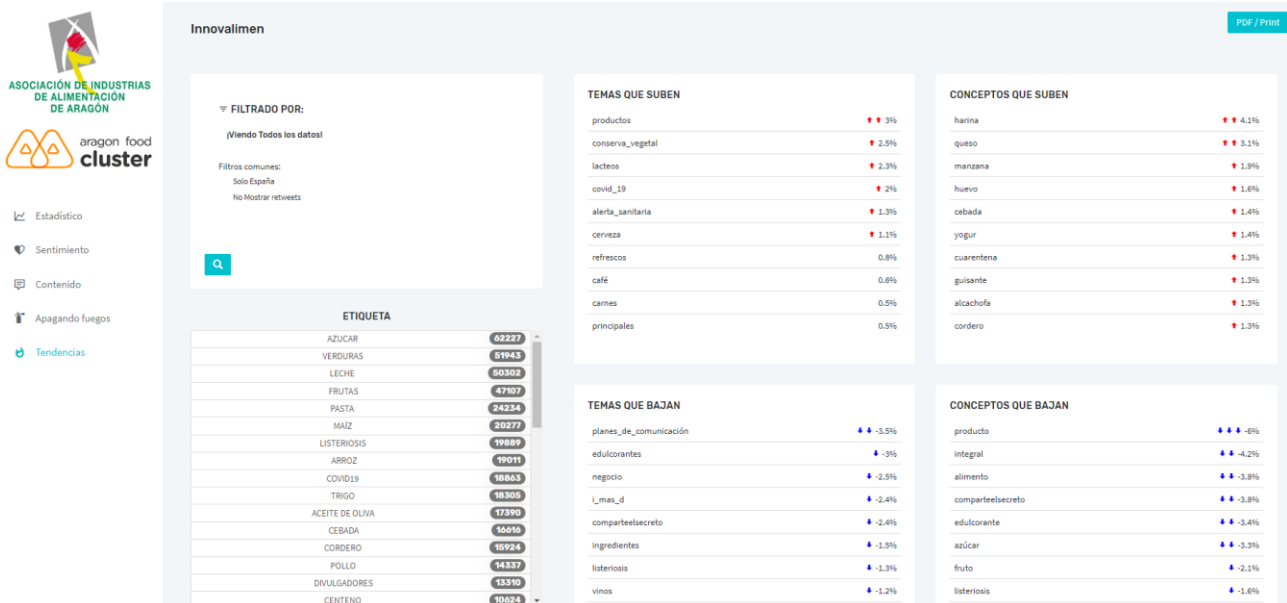 Innovalimen
PDF / Print
ASOCIACIÓN DE INDUSTRIAS
DE ALIMENTACIÓN
DE ARAGÓN
aragon food
cluster
Estadístico
Sentimiento
Contenido
Apagando fuegos
Tendencias
FILTRADO POR:
¡Viendo Todos los datos!
Filtros comunes:
Solo España
No Mostrar retweets
ETIQUETA
AZUCAR 62227
VERDURAS 51943
LECHE 50302
FRUTAS 47107
PASTA 24234
MAÍZ 20277
LISTERIOSIS 19889
ARROZ 19011
COVID19 18863
TRIGO 18305
ACEITE DE OLIVA 17390
CEBADA 16616
CORDERO 15924
POLLO 14337
DIVULGADORES 13310
CENTENO 10624
TEMAS QUE SUBEN
productos 3%
conserva_vegetal 2.5%
lacteos 2.3%
covid_19 2%
alerta_sanitaria 1.3%
cerveza 1.1%
refrescos 0.8%
café 0.6%
carnes 0.5%
principales 0.5%
CONCEPTOS QUE SUBEN
harina 4.1%
queso 3.1%
manzana 1.9%
huevo 1.6%
cebada 1.4%
yogur 1.4%
cuarentena 1.3%
guisante 1.3%
alcachofa 1.3%
cordero 1.3%
TEMAS QUE BAJAN
planes_de_comunicación -3.5%
edulcorantes -3%
negocio -2.5%
i_mas_d -2.4%
comparteelsecreto -2.4%
ingredientes -1.5%
listeriosis -1.3%
vinos -1.2%
CONCEPTOS QUE BAJAN
producto -6%
integral -4.2%
alimento -3.8%
comparteelsecreto -3.8%
edulcorante -3.4%
azúcar -3.3%
fruto -2.1%
listeriosis -1.6%